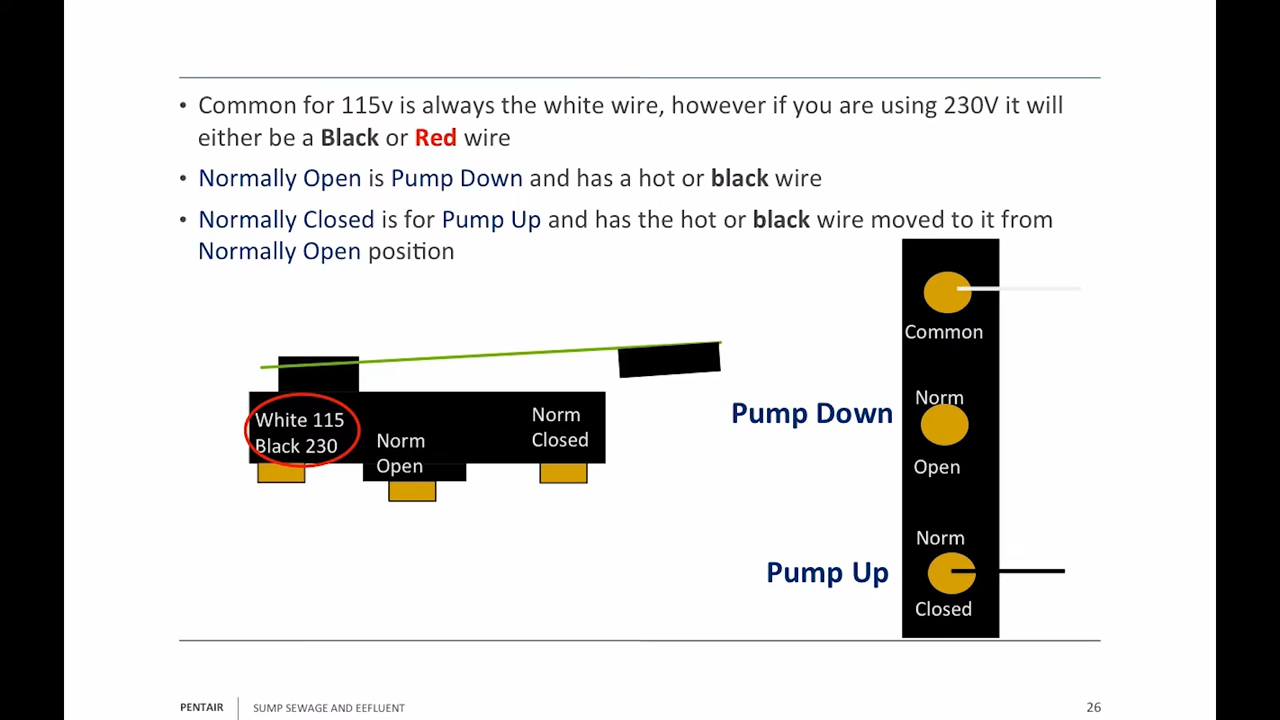 • Common for 115v is always the white wire, however if you are using 230V it will
either be a Black or Red wire
• Normally Open is Pump Down and has a hot or black wire
• Normally Closed is for Pump Up and has the hot or black wire moved to it from
Normally Open position
White 115
Black 230
Norm
Open
Norm
Closed
Common
Pump Down
Norm
Open
Pump Up
Norm
Closed
PENTAIR
SUMP SEWAGE AND EEFLUENT
26